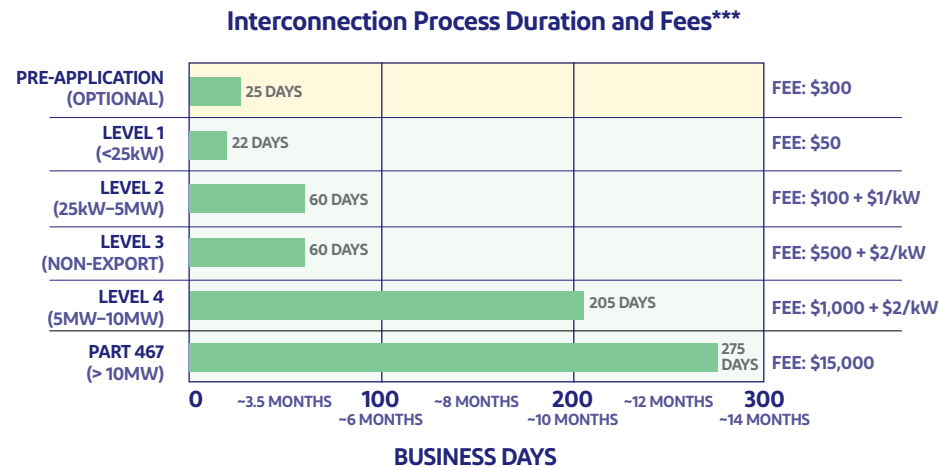 Interconnection Process Duration and Fees***
PRE-APPLICATION
(OPTIONAL)
25 DAYS
FEE: $300
LEVEL 1
(<25kW)
22 DAYS
FEE: $50
LEVEL 2
(25kW–5MW)
60 DAYS
FEE: $100 + $1/kW
LEVEL 3
(NON-EXPORT)
60 DAYS
FEE: $500 + $2/kW
LEVEL 4
(5MW–10MW)
205 DAYS
FEE: $1,000 + $2/kW
PART 467
(> 10MW)
275
DAYS
FEE: $15,000
0 ~3.5 MONTHS 100 ~8 MONTHS 200 ~12 MONTHS 300
~6 MONTHS ~10 MONTHS ~14 MONTHS
BUSINESS DAYS